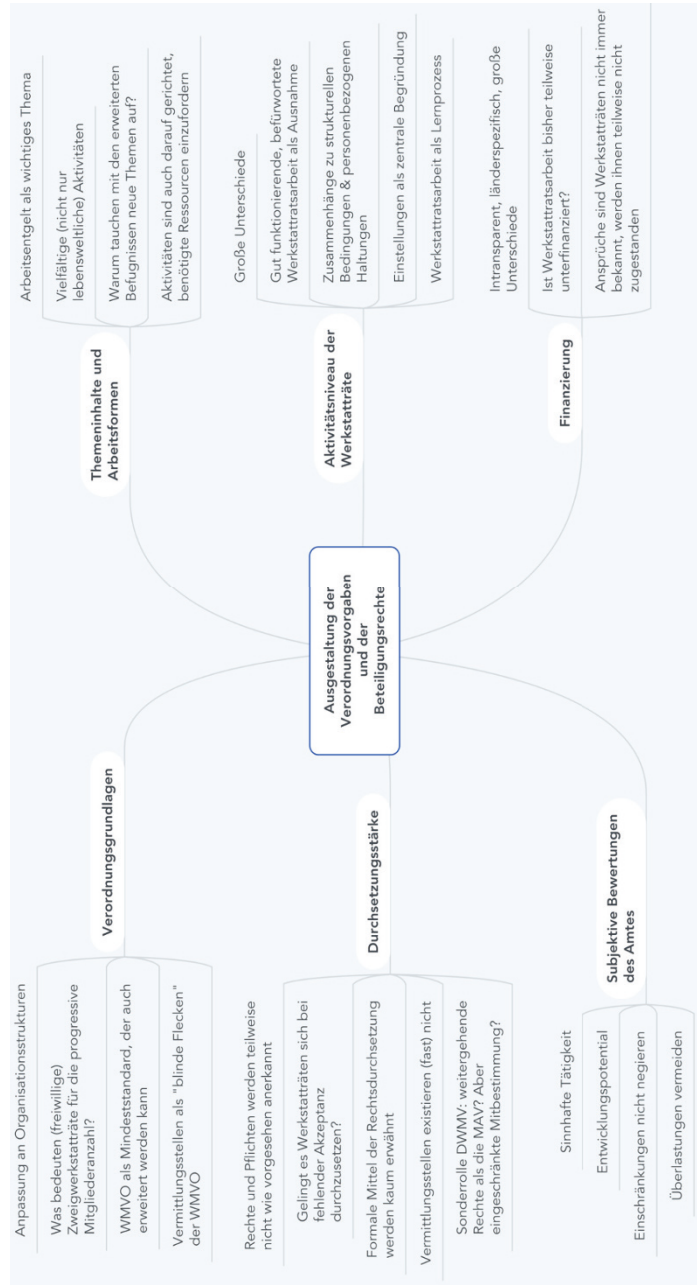 Ausgestaltung der
Verordnungsvorgaben
und der
Beteiligungsrechte
Verordnungsgrundlagen
Anpassung an Organisationsstrukturen
Was bedeuten (freiwillige)
Zweigwerkstatträte für die progressive
Mitgliederanzahl?
WMVO als Mindeststandard, der auch
erweitert werden kann
Vermittlungsstellen als "blinde Flecken"
der WMVO
Durchsetzungsstärke
Rechte und Pflichten werden teilweise
nicht wie vorgesehen anerkannt
Gelingt es Werkstatträten sich bei
fehlender Akzeptanz
durchzusetzen?
Formale Mittel der Rechtsdurchsetzung
werden kaum erwähnt
Vermittlungsstellen existieren (fast) nicht
Sonderrolle DWMV: weitergehende
Rechte als die MAV? Aber
eingeschränkte Mitbestimmung?
Subjektive Bewertungen
des Amtes
Sinnhafte Tätigkeit
Entwicklungspotential
Einschränkungen nicht negieren
Überlastungen vermeiden
Themeninhalte und
Arbeitsformen
Arbeitsentgelt als wichtiges Thema
Vielfältige (nicht nur
lebensweltliche) Aktivitäten
Warum tauchen mit den erweiterten
Befugnissen neue Themen auf?
Aktivitäten sind auch darauf gerichtet,
benötigte Ressourcen einzufordern
Aktivitätsniveau der
Werkstatträte
Große Unterschiede
Gut funktionierende, befürwortete
Werkstattratsarbeit als Ausnahme
Zusammenhänge zu strukturellen
Bedingungen & personenbezogenen
Haltungen
Einstellungen als zentrale Begründung
Werkstattratsarbeit als Lernprozess
Finanzierung
Intransparent, länderspezifisch, große
Unterschiede
Ist Werkstattratsarbeit bisher teilweise
unterfinanziert?
Ansprüche sind Werkstatträten nicht immer
bekannt, werden ihnen teilweise nicht
zugestanden